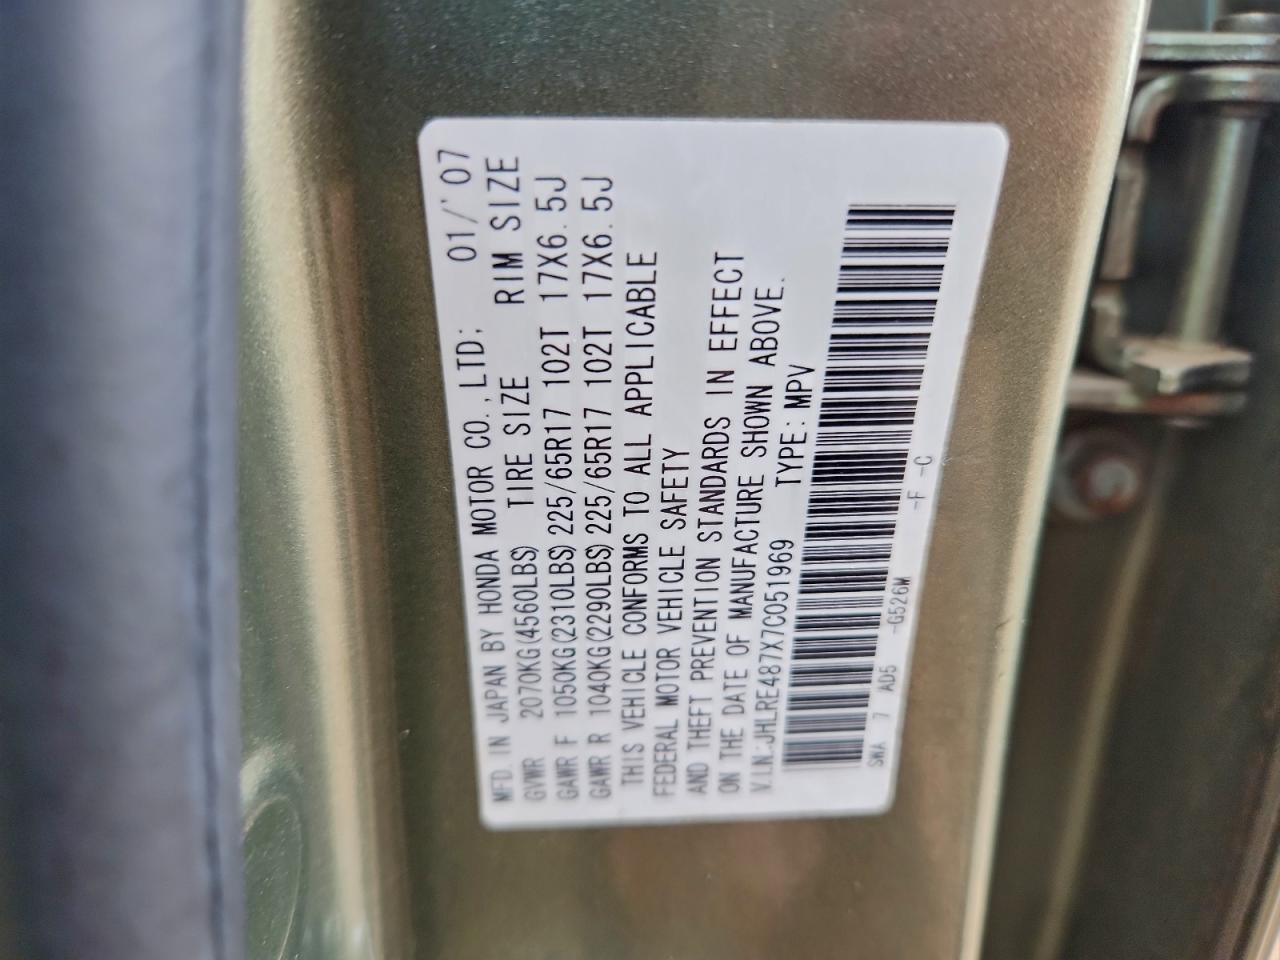 MFD. IN JAPAN BY HONDA MOTOR CO.,LTD; 01/'07
GVWR 2070KG(4560LBS) TIRE SIZE RIM SIZE
GAWR F 1050KG(2310LBS) 225/65R17 102T 17X6.5J
GAWR R 1040KG(2290LBS) 225/65R17 102T 17X6.5J
THIS VEHICLE CONFORMS TO ALL APPLICABLE
FEDERAL MOTOR VEHICLE SAFETY
AND THEFT PREVENTION STANDARDS IN EFFECT
ON THE DATE OF MANUFACTURE SHOWN ABOVE.
V.I.N.:JHLRE487X7C051969 TYPE:MPV
SWA 7 AD5 -G526M -F -C